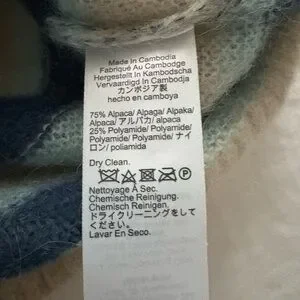 Made In Cambodia
Fabriqué Au Cambodge
Hergestellt In Kambodscha
Vervaardigd In Cambodja
カンボジア製
hecho en camboya
75% Alpaca/ Alpaga/ Alpaka/
Alpaca/ アルパカ/ alpaca
25% Polyamide/ Polyamide/
Polyamid/ Polyamide/ ナイ
ロン/ poliamida
Dry Clean.
P
Nettoyage À Sec.
Chemisch Reinigung.
Chemisch Reinigen.
ドライクリーニングをして
ください。
Lavar En Seco.